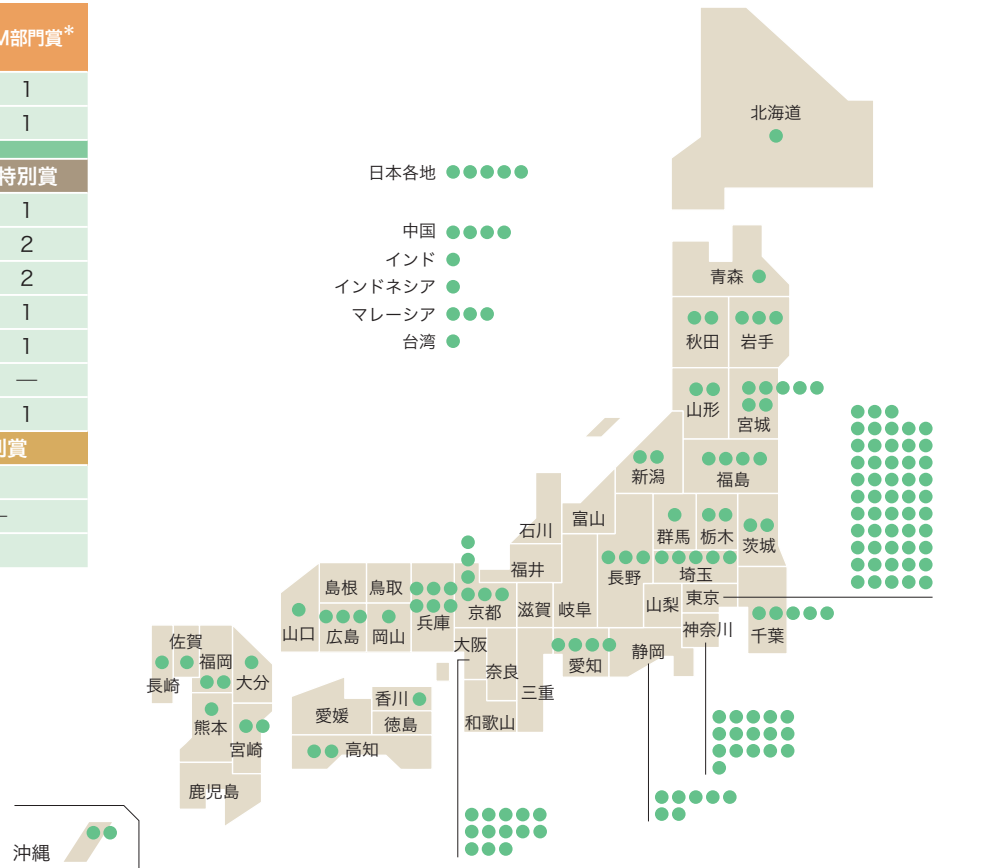 M部門賞*
1
1
特別賞
1
2
2
1
1
—
1
別賞
—
日本各地
中国
インド
インドネシア
マレーシア
台湾
北海道
青森
秋田
岩手
山形
宮城
新潟
福島
石川
富山
群馬
栃木
茨城
福井
長野
埼玉
島根
鳥取
兵庫
京都
滋賀
岐阜
山梨
東京
山口
広島
岡山
大阪
愛知
静岡
神奈川
千葉
佐賀
福岡
長崎
大分
奈良
三重
熊本
宮崎
愛媛
香川
徳島
和歌山
高知
鹿児島
沖縄